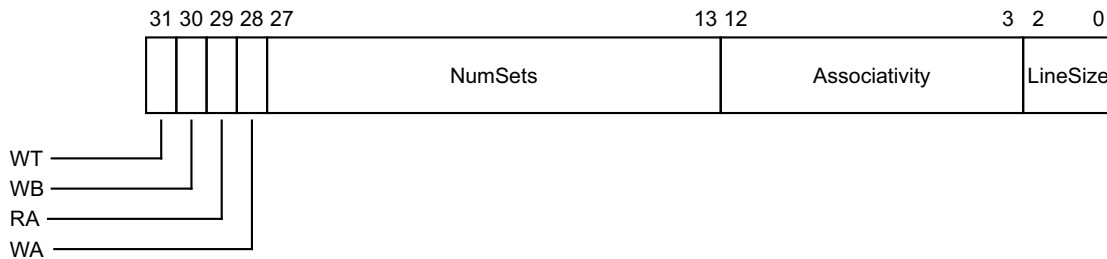 31 30 29 28 27 13 12 3 2 0
NumSets Associativity LineSize
WT
WB
RA
WA